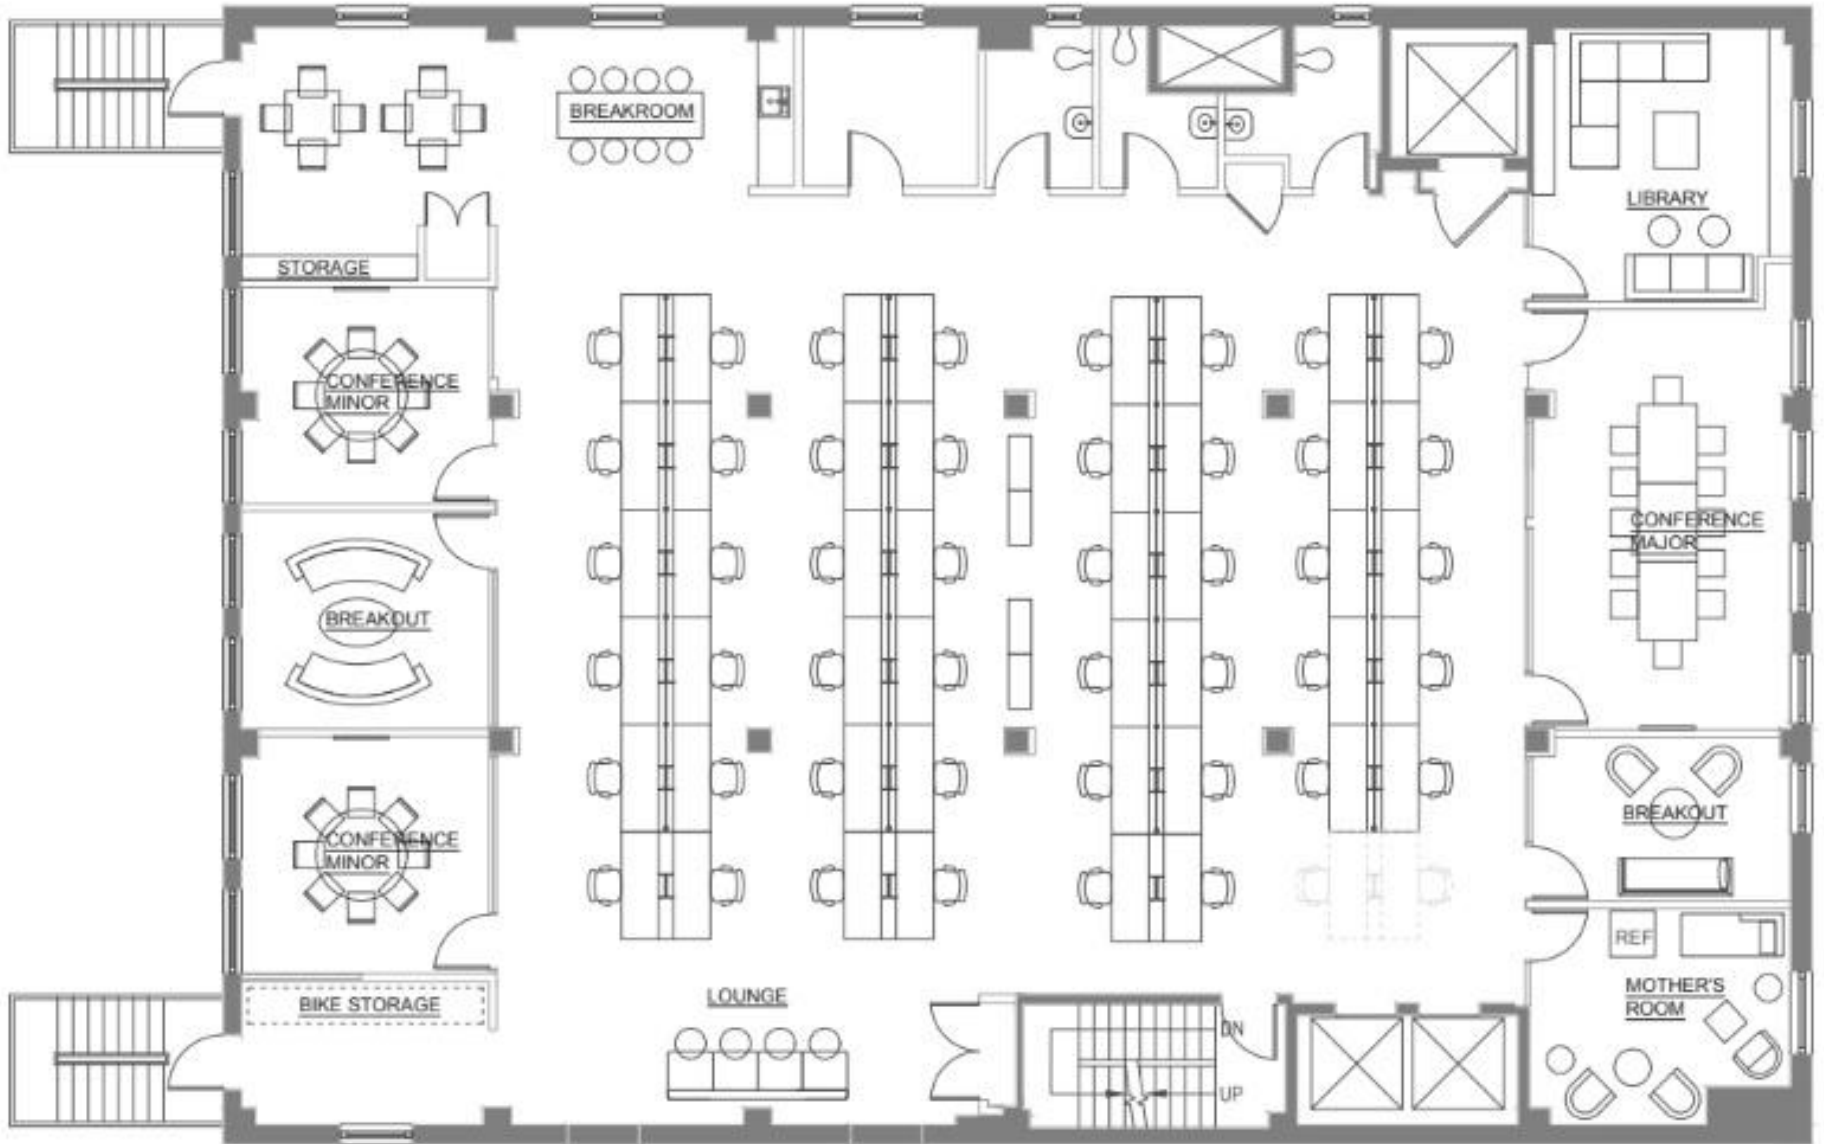 BREAKROOM
LIBRARY
STORAGE
CONFERENCE
MINOR
CONFERENCE
MAJOR
BREAKOUT
BREAKOUT
CONFERENCE
MINOR
REF
MOTHER'S
ROOM
BIKE STORAGE
LOUNGE
DN
UP